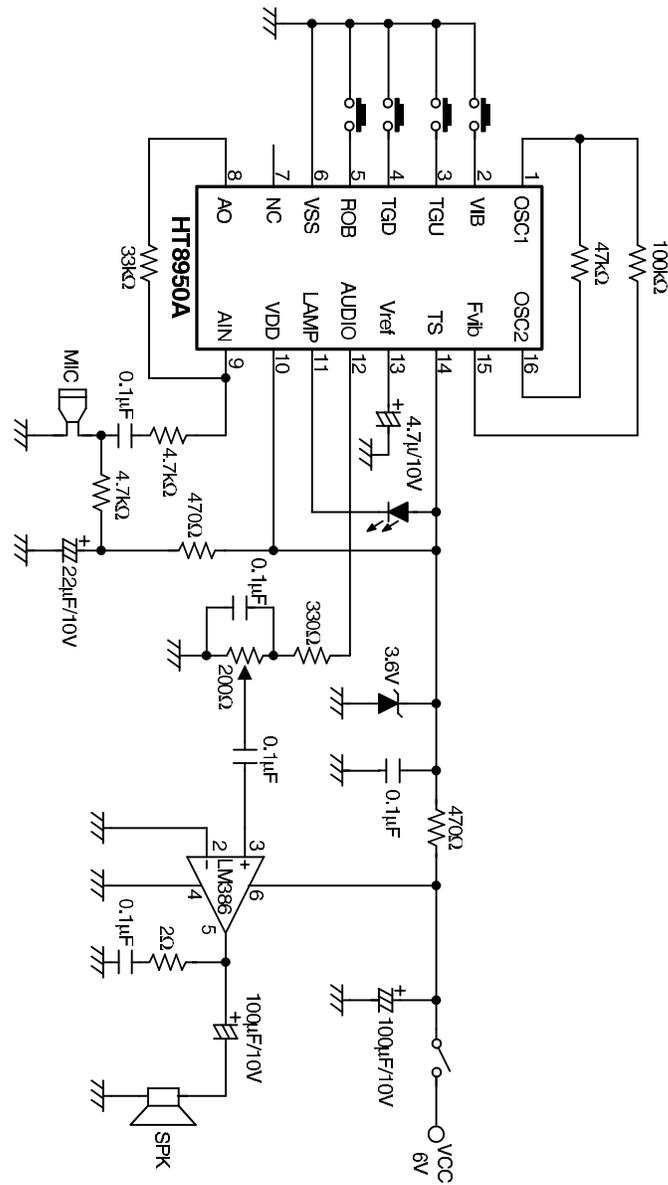 100kΩ
47kΩ
1
2
3
4
5
6
7
8
OSC1
VIB
TGU
TGD
ROB
VSS
NC
AO
OSC2
Fvib
TS
Vref
AUDIO
LAMP
VDD
AIN
HT8950A
16
15
14
13
12
11
10
9
33kΩ
MIC
0.1µF
4.7kΩ
4.7kΩ
+
4.7µ/10V
470Ω
+
22µF/10V
0.1µF
330Ω
200Ω
3.6V
0.1µF
0.1µF
470Ω
2
3
−
+
LM386
4
6
5
0.1µF
2Ω
+
100µF/10V
+
100µF/10V
SPK
VCC
6V